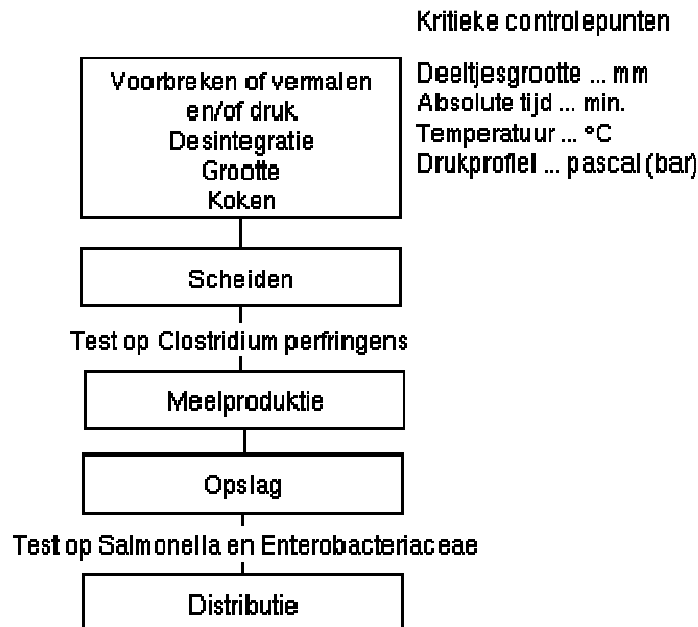 Kritieke controlepunten
Voorbreken of vermalen
en/of druk
Desintegratie
Grootte
Koken
Deeltjesgrootte ... mm
Absolute tijd ... min.
Temperatuur ... °C
Drukprofiel ... pascal (bar)
Scheiden
Test op Clostridium perfringens
Meelproduktie
Opslag
Test op Salmonella en Enterobacteriaceae
Distributie